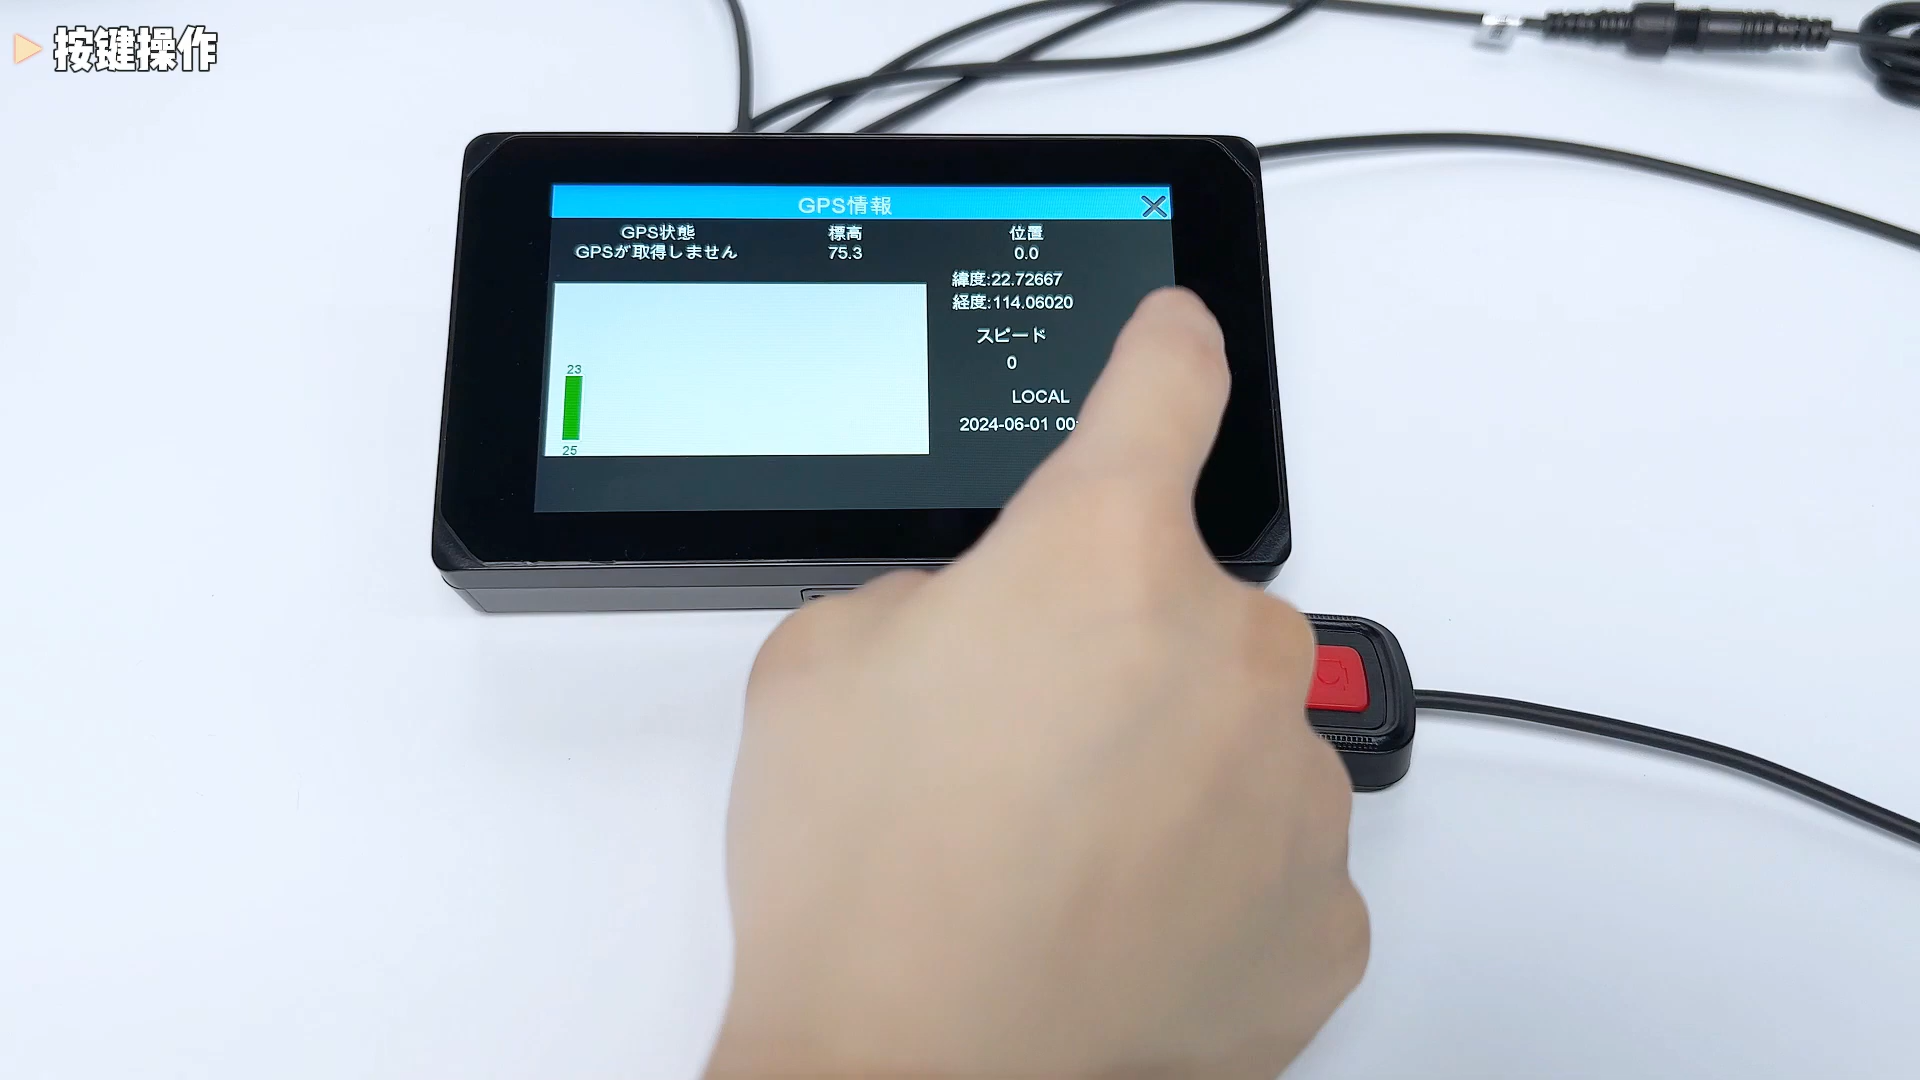 按键操作
GPS情報
GPS状態
GPSが取得しません
標高
75.3
位置
0.0
緯度:22.72667
経度:114.06020
スピード
0
LOCAL
2024-06-01 00:
23
25